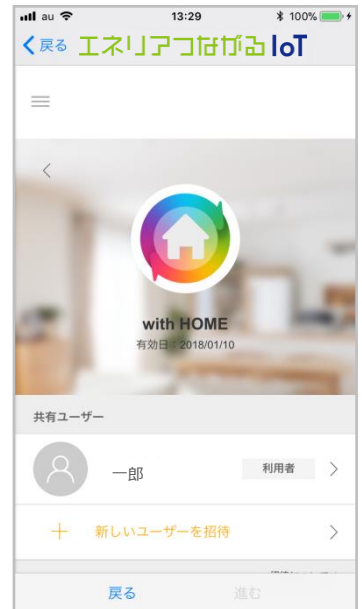 au 13:29 100%
戻る エネリアつながるIoT
with HOME
有効日：2018/01/10
共有ユーザー
一郎 利用者
新しいユーザーを招待
戻る 進む